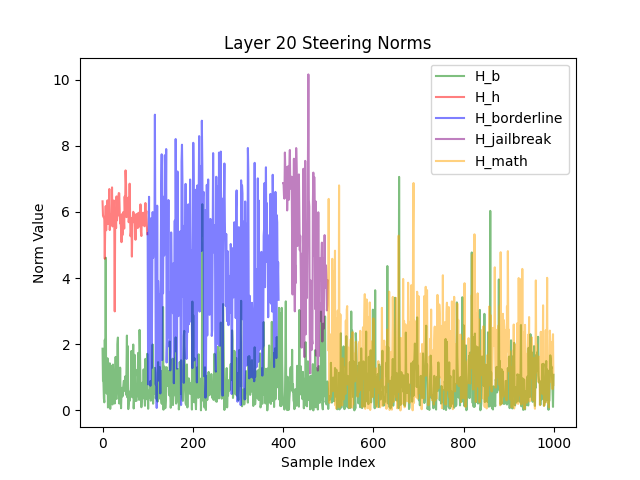 Layer 20 Steering Norms
H_b
H_h
H_borderline
H_jailbreak
H_math
Norm Value
10
8
6
4
2
0
0 200 400 600 800 1000
Sample Index